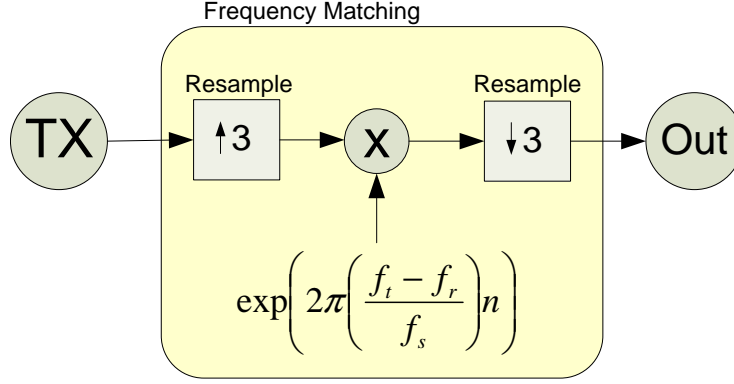 Frequency Matching
Resample
Resample
TX
↑3
x
↓3
Out
exp(2π((f_t − f_r)/f_s)n)